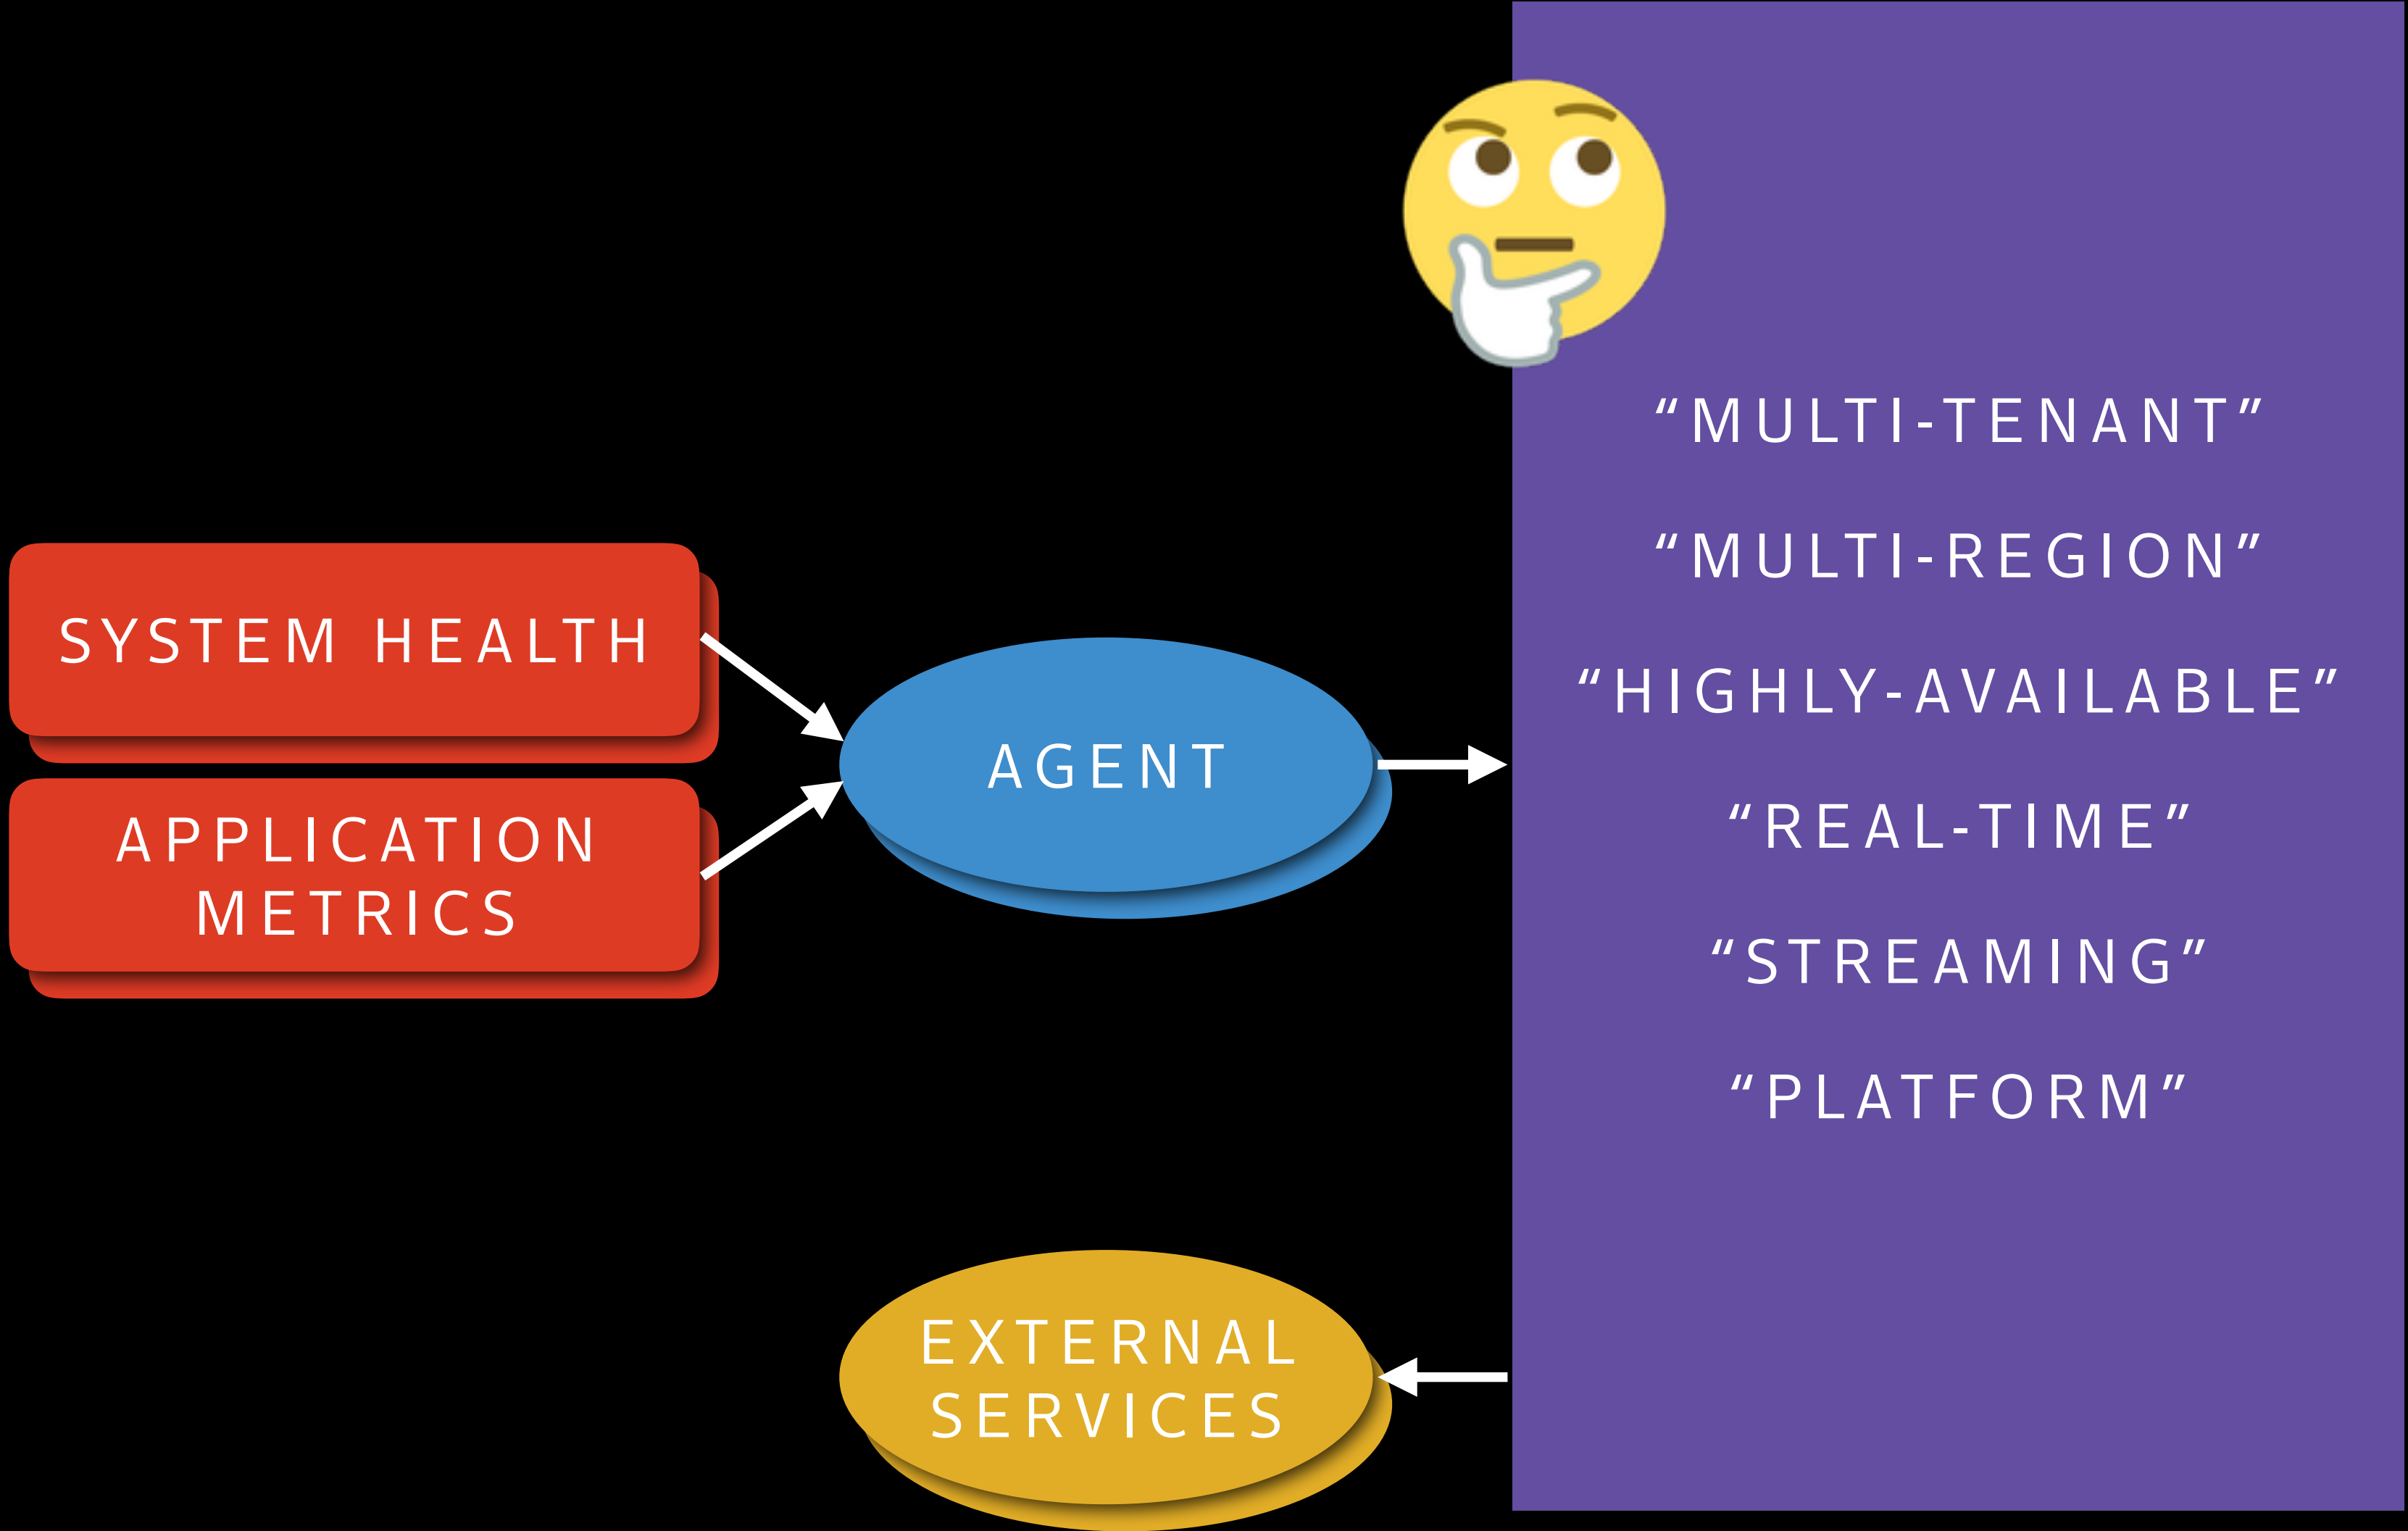 SYSTEM HEALTH
APPLICATION
METRICS
AGENT
EXTERNAL
SERVICES
“MULTI-TENANT”
“MULTI-REGION”
“HIGHLY-AVAILABLE”
“REAL-TIME”
“STREAMING”
“PLATFORM”